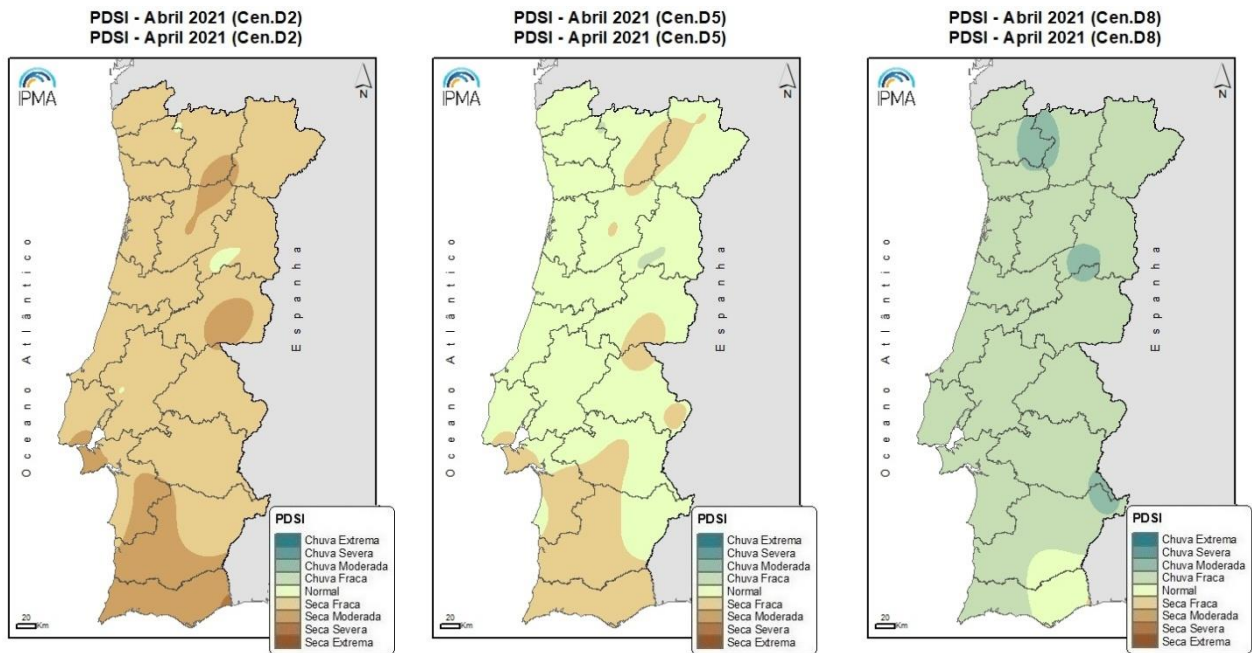 PDSI - Abril 2021 (Cen.D2)
PDSI - April 2021 (Cen.D2)
IPMA
N
Oceano Atlântico
Espanha
20
Km
PDSI
Chuva Extrema
Chuva Severa
Chuva Moderada
Chuva Fraca
Normal
Seca Fraca
Seca Moderada
Seca Severa
Seca Extrema
PDSI - Abril 2021 (Cen.D5)
PDSI - April 2021 (Cen.D5)
IPMA
N
Oceano Atlântico
Espanha
20
Km
PDSI
Chuva Extrema
Chuva Severa
Chuva Moderada
Chuva Fraca
Normal
Seca Fraca
Seca Moderada
Seca Severa
Seca Extrema
PDSI - Abril 2021 (Cen.D8)
PDSI - April 2021 (Cen.D8)
IPMA
N
Oceano Atlântico
Espanha
20
Km
PDSI
Chuva Extrema
Chuva Severa
Chuva Moderada
Chuva Fraca
Normal
Seca Fraca
Seca Moderada
Seca Severa
Seca Extrema